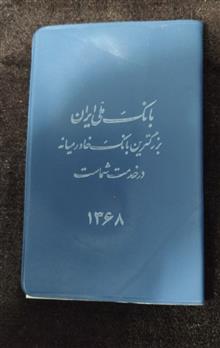 بانک ملی ایران
بزرگترین بانک خاورمیانه
در خدمت شماست
۱۳۶۸